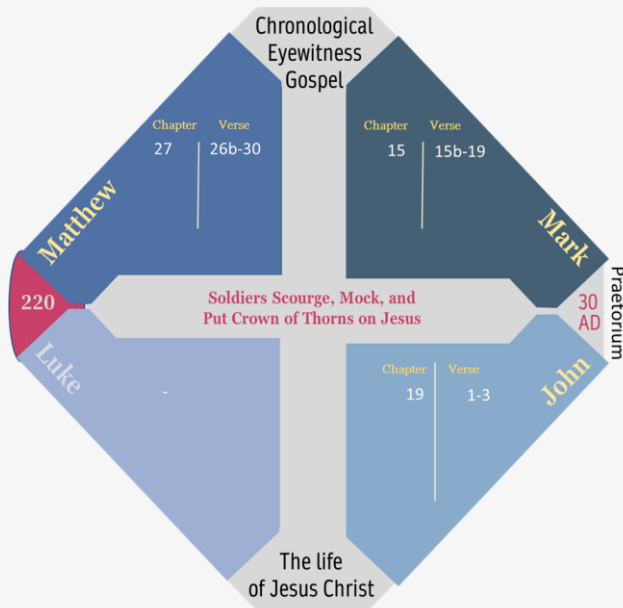 Chronological
Eyewitness
Gospel
Chapter Verse
27 26b-30
Matthew
Chapter Verse
15 15b-19
Mark
220
Soldiers Scourge, Mock, and
Put Crown of Thorns on Jesus
30
AD
Praetorium
Luke
-
Chapter Verse
19 1-3
John
The life
of Jesus Christ